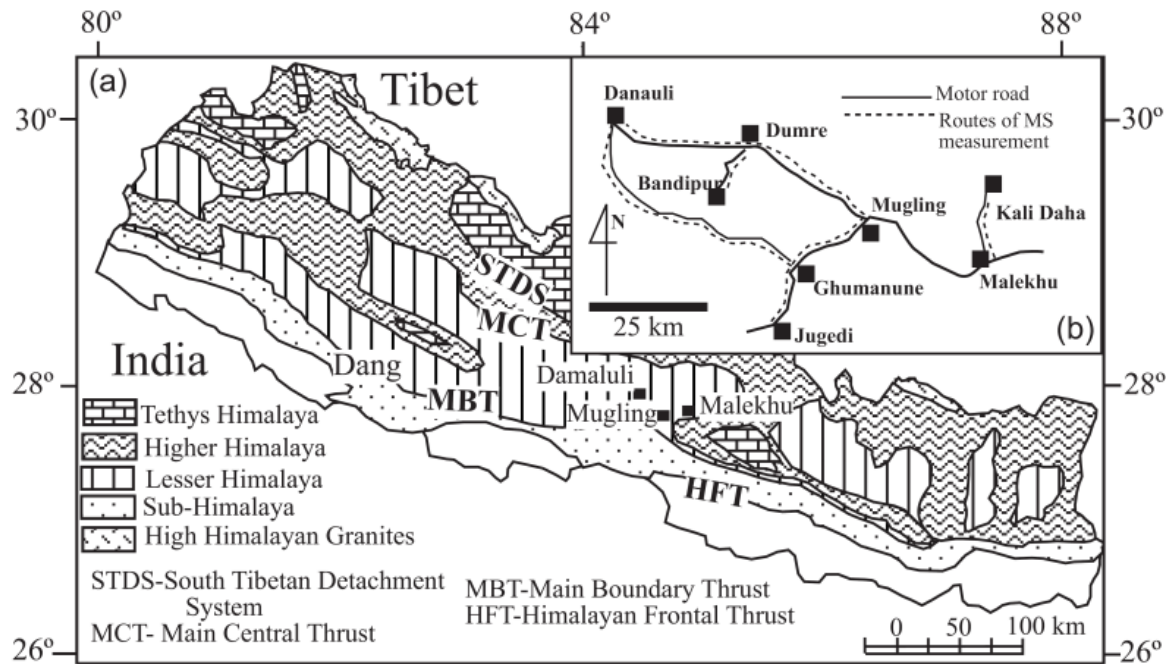 80º 84º 88º
(a)
Tibet
30º
30º
Danauli
Dumre
Bandipur
Mugling
Kali Daha
Malekhu
Ghumanune
Jugedi
Motor road
Routes of MS
measurement
N
25 km
(b)
STDS
MCT
India
Dang
MBT
Damaluli
Mugling
Malekhu
HFT
28º
28º
Tethys Himalaya
Higher Himalaya
Lesser Himalaya
Sub-Himalaya
High Himalayan Granites
STDS-South Tibetan Detachment
System
MCT- Main Central Thrust
MBT-Main Boundary Thrust
HFT-Himalayan Frontal Thrust
0 50 100 km
26º
26º